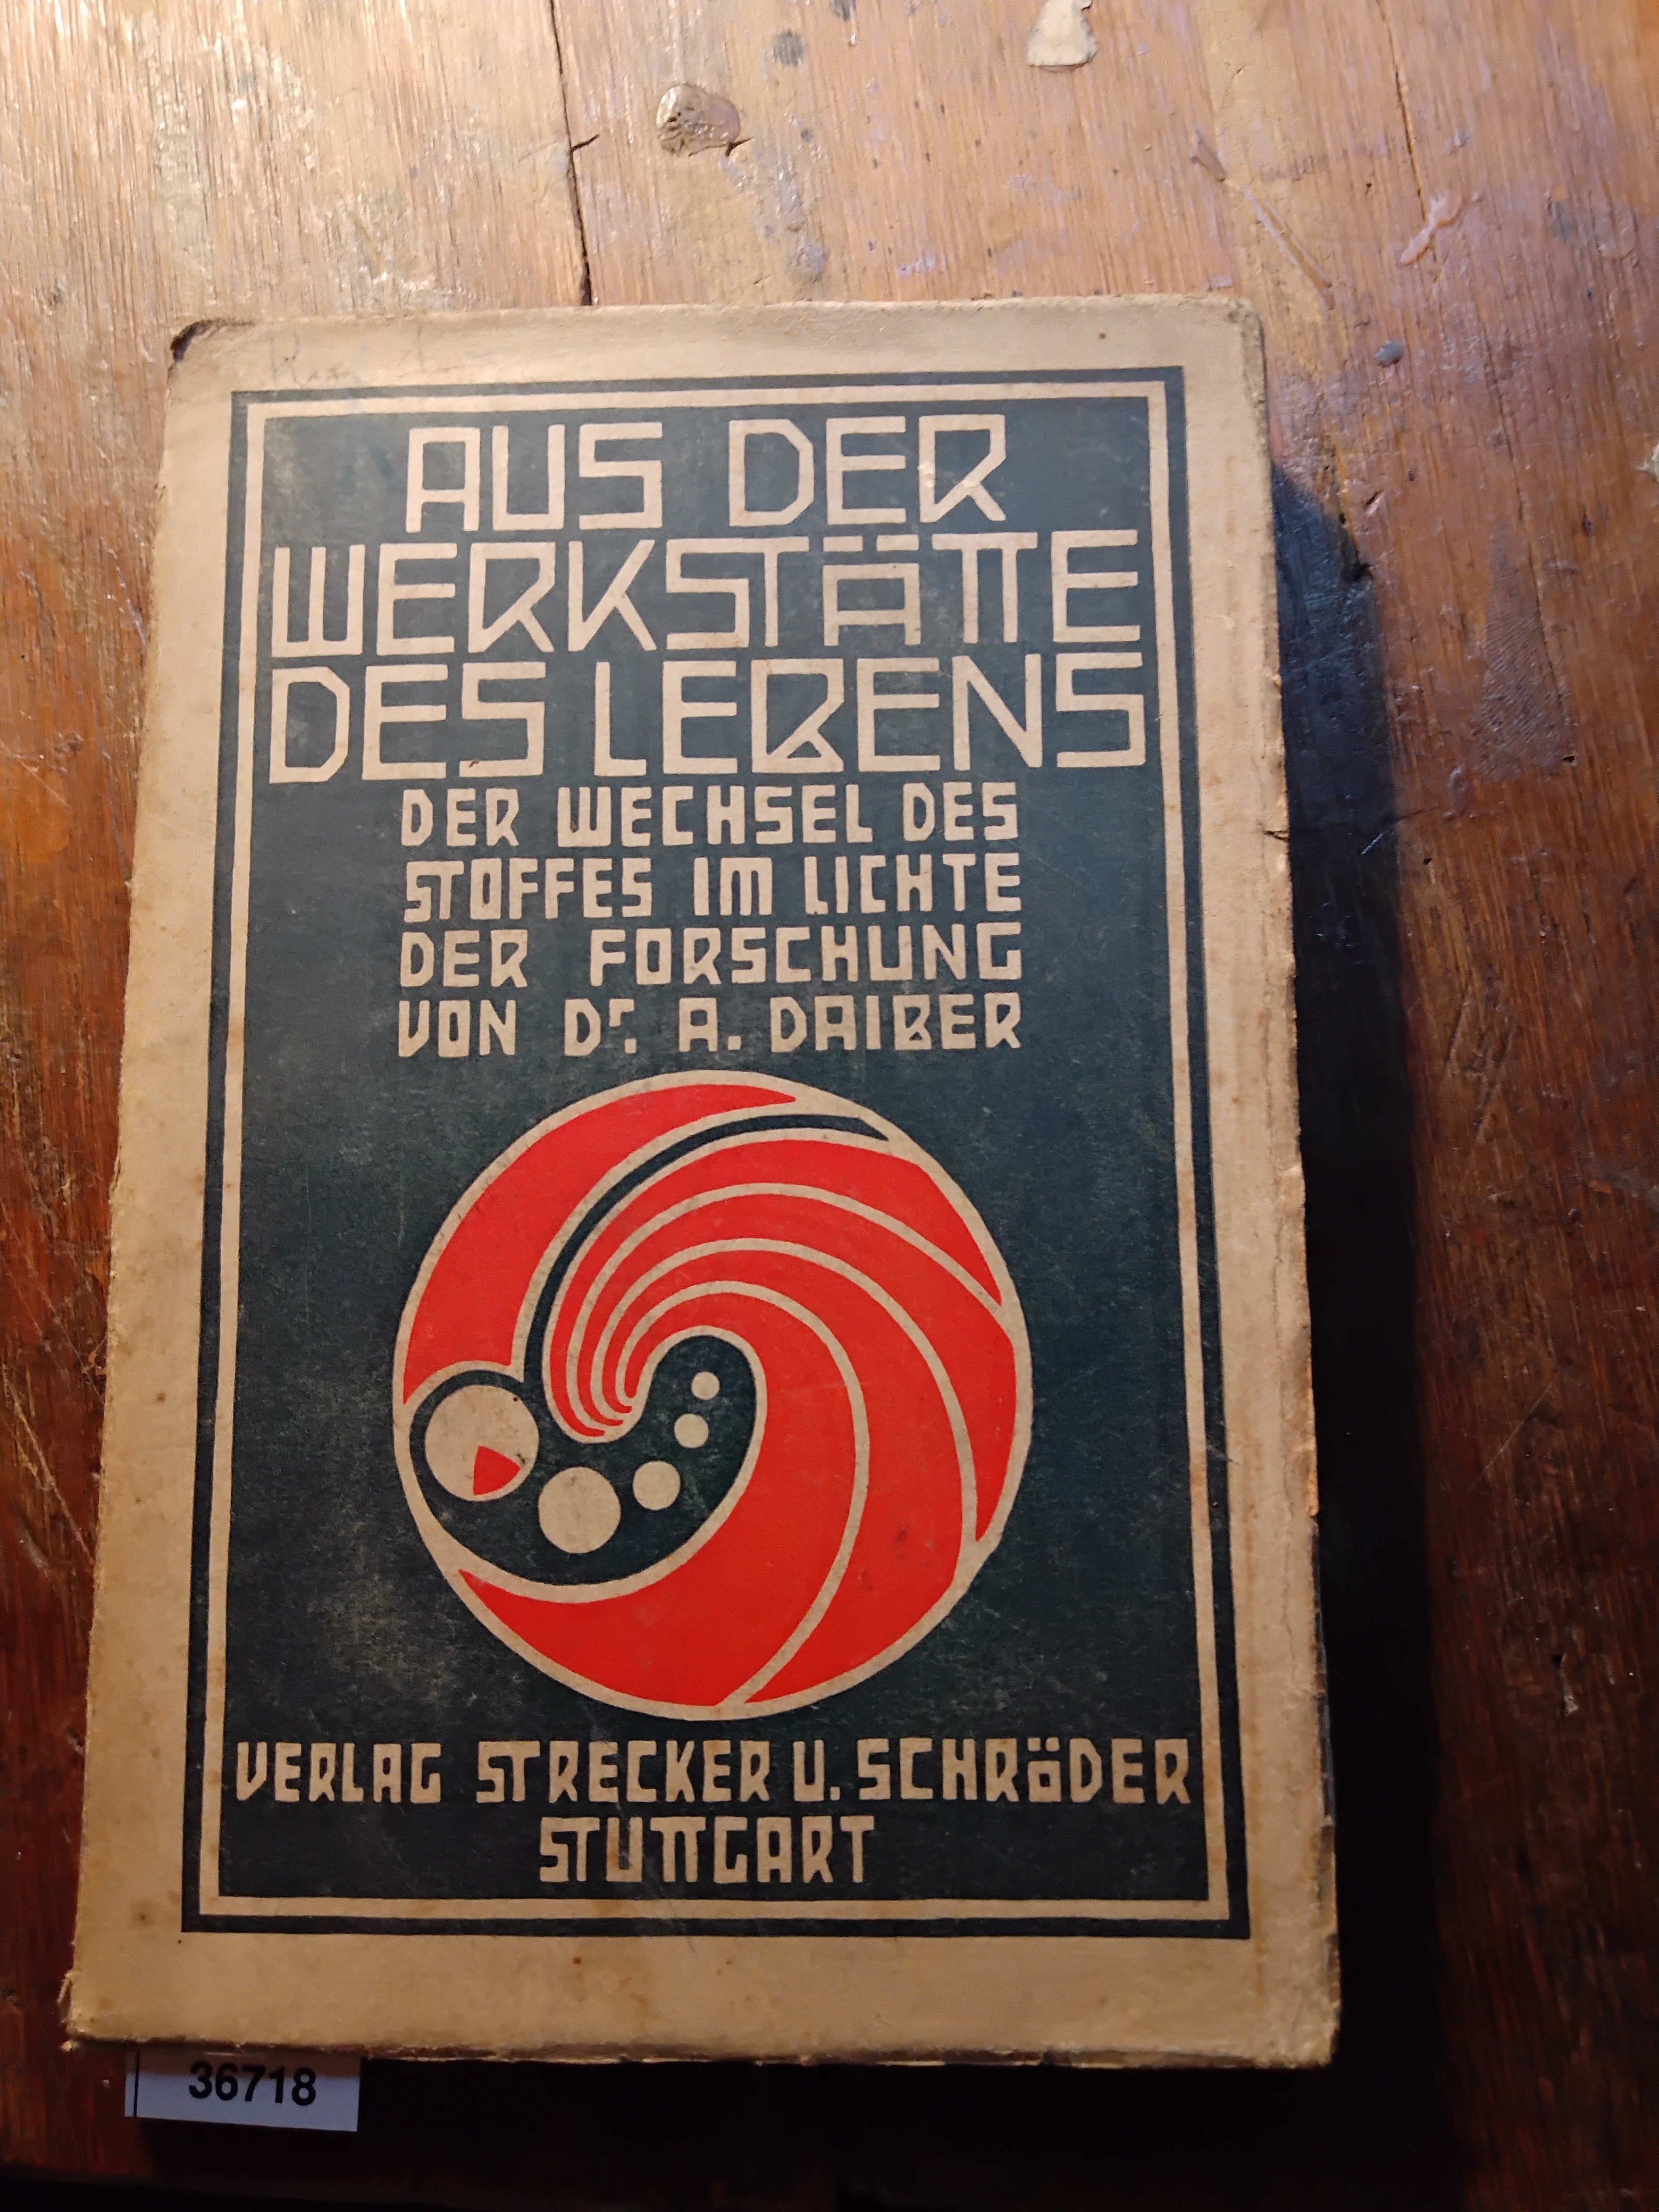 AUS DER
WERKSTÄTTE
DES LEBENS
DER WECHSEL DES
STOFFES IM LICHTE
DER FORSCHUNG
VON Dr. A. DAIBER
VERLAG STRECKER U. SCHRÖDER
STUTTGART
36718